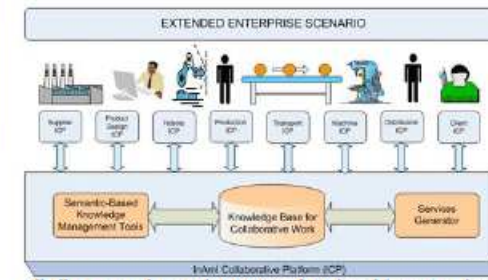 EXTENDED ENTERPRISE SCENARIO
Supplier
ICP
Product
Design
ICP
ICP
Production
ICP
Transport
ICP
Machine
ICP
Distribution
ICP
Client
ICP
Semantic-Based
Knowledge
Management Tools
Knowledge Base for
Collaborative Work
Services
Generator
InAmI Collaborative Platform (ICP)